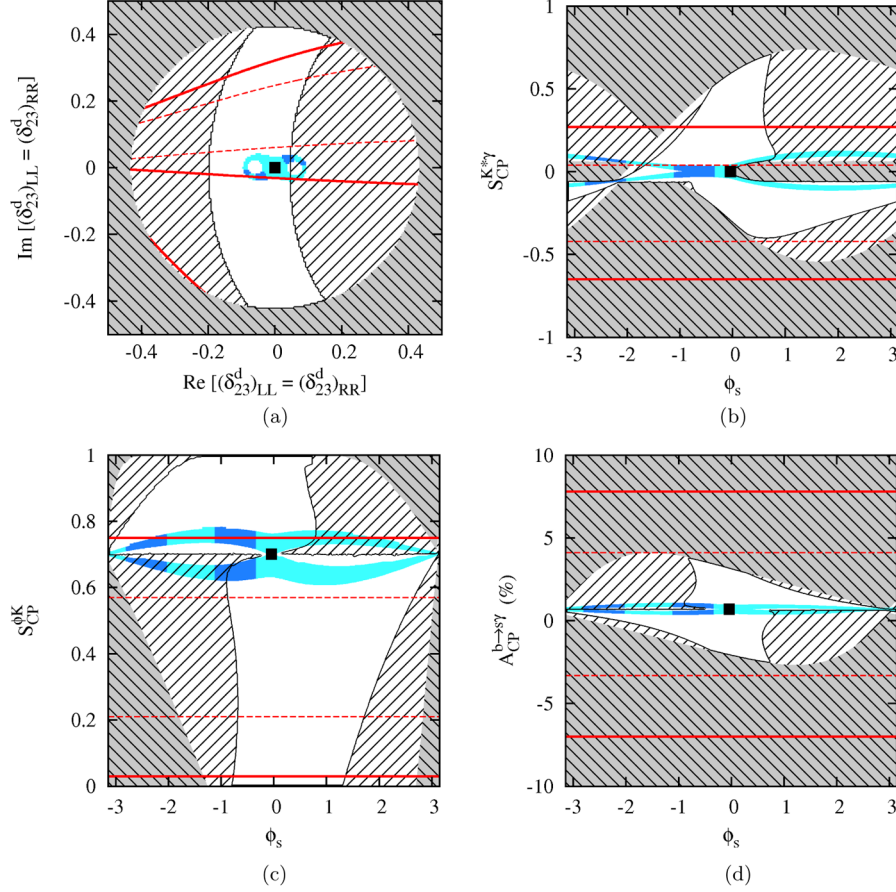 0.4
0.2
0
-0.2
-0.4
Im [(δ^d_23)_LL = (δ^d_23)_RR]
-0.4 -0.2 0 0.2 0.4
Re [(δ^d_23)_LL = (δ^d_23)_RR]
(a)
1
0.5
0
-0.5
-1
S_CP^K*γ
-3 -2 -1 0 1 2 3
ϕ_s
(b)
1
0.8
0.6
0.4
0.2
0
S_CP^ϕK
-3 -2 -1 0 1 2 3
ϕ_s
(c)
10
5
0
-5
-10
A_CP^b→sγ (%)
-3 -2 -1 0 1 2 3
ϕ_s
(d)